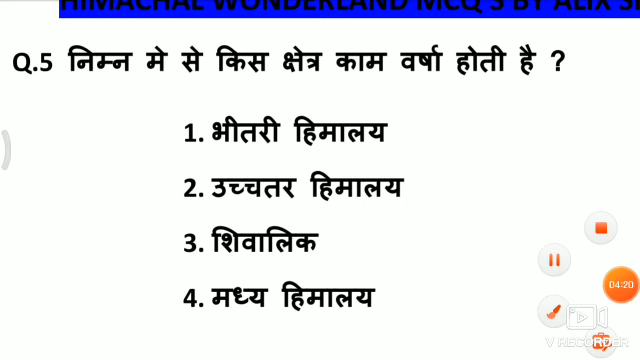 HIMACHAL WONDERLAND MCQ'S BY ALIX
Q.5 निम्न मे से किस क्षेत्र काम वर्षा होती है ?
1. भीतरी हिमालय
2. उच्चतर हिमालय
3. शिवालिक
4. मध्य हिमालय
04:20
V RECORDER